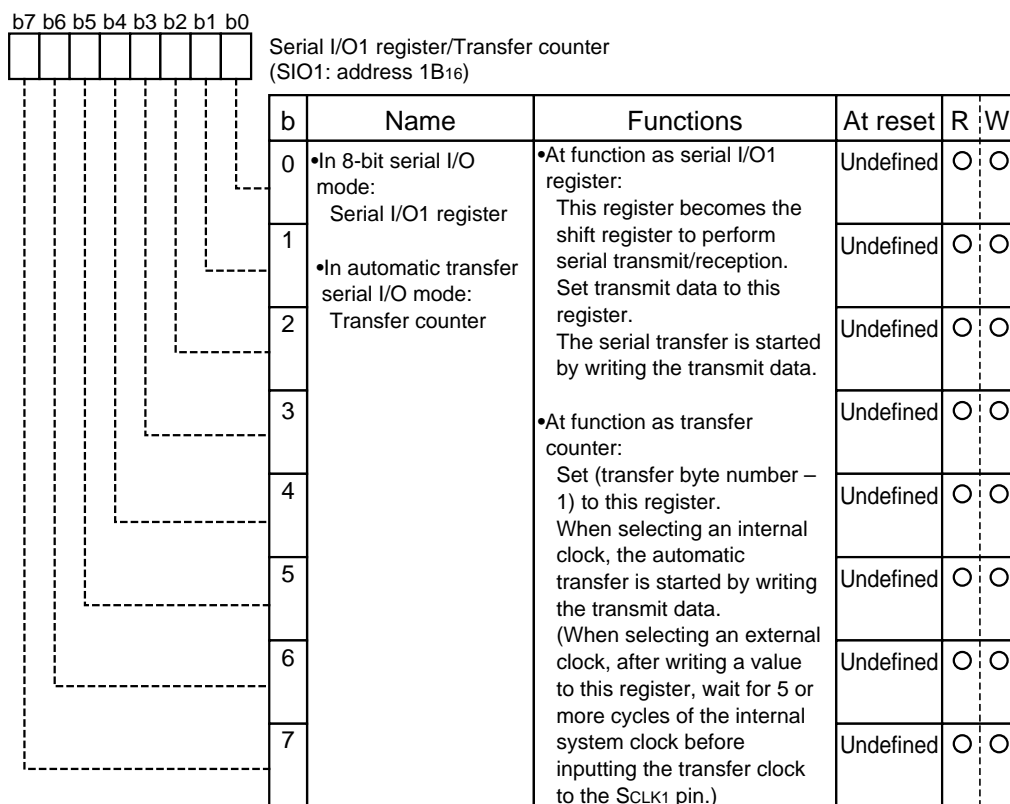 b7 b6 b5 b4 b3 b2 b1 b0
Serial I/O1 register/Transfer counter
(SIO1: address 1B16)
b Name Functions At reset R W
0
•In 8-bit serial I/O
mode:
Serial I/O1 register
•In automatic transfer
serial I/O mode:
Transfer counter
•At function as serial I/O1
register:
This register becomes the
shift register to perform
serial transmit/reception.
Set transmit data to this
register.
The serial transfer is started
by writing the transmit data.
•At function as transfer
counter:
Set (transfer byte number –
1) to this register.
When selecting an internal
clock, the automatic
transfer is started by writing
the transmit data.
(When selecting an external
clock, after writing a value
to this register, wait for 5 or
more cycles of the internal
system clock before
inputting the transfer clock
to the SCLK1 pin.)
Undefined ○ ○
1 Undefined ○ ○
2 Undefined ○ ○
3 Undefined ○ ○
4 Undefined ○ ○
5 Undefined ○ ○
6 Undefined ○ ○
7 Undefined ○ ○